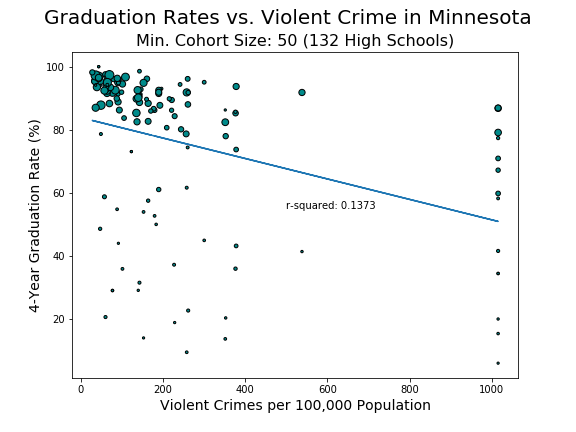 Graduation Rates vs. Violent Crime in Minnesota
Min. Cohort Size: 50 (132 High Schools)
100
80
60
40
20
4-Year Graduation Rate (%)
r-squared: 0.1373
0
200
400
600
800
1000
Violent Crimes per 100,000 Population